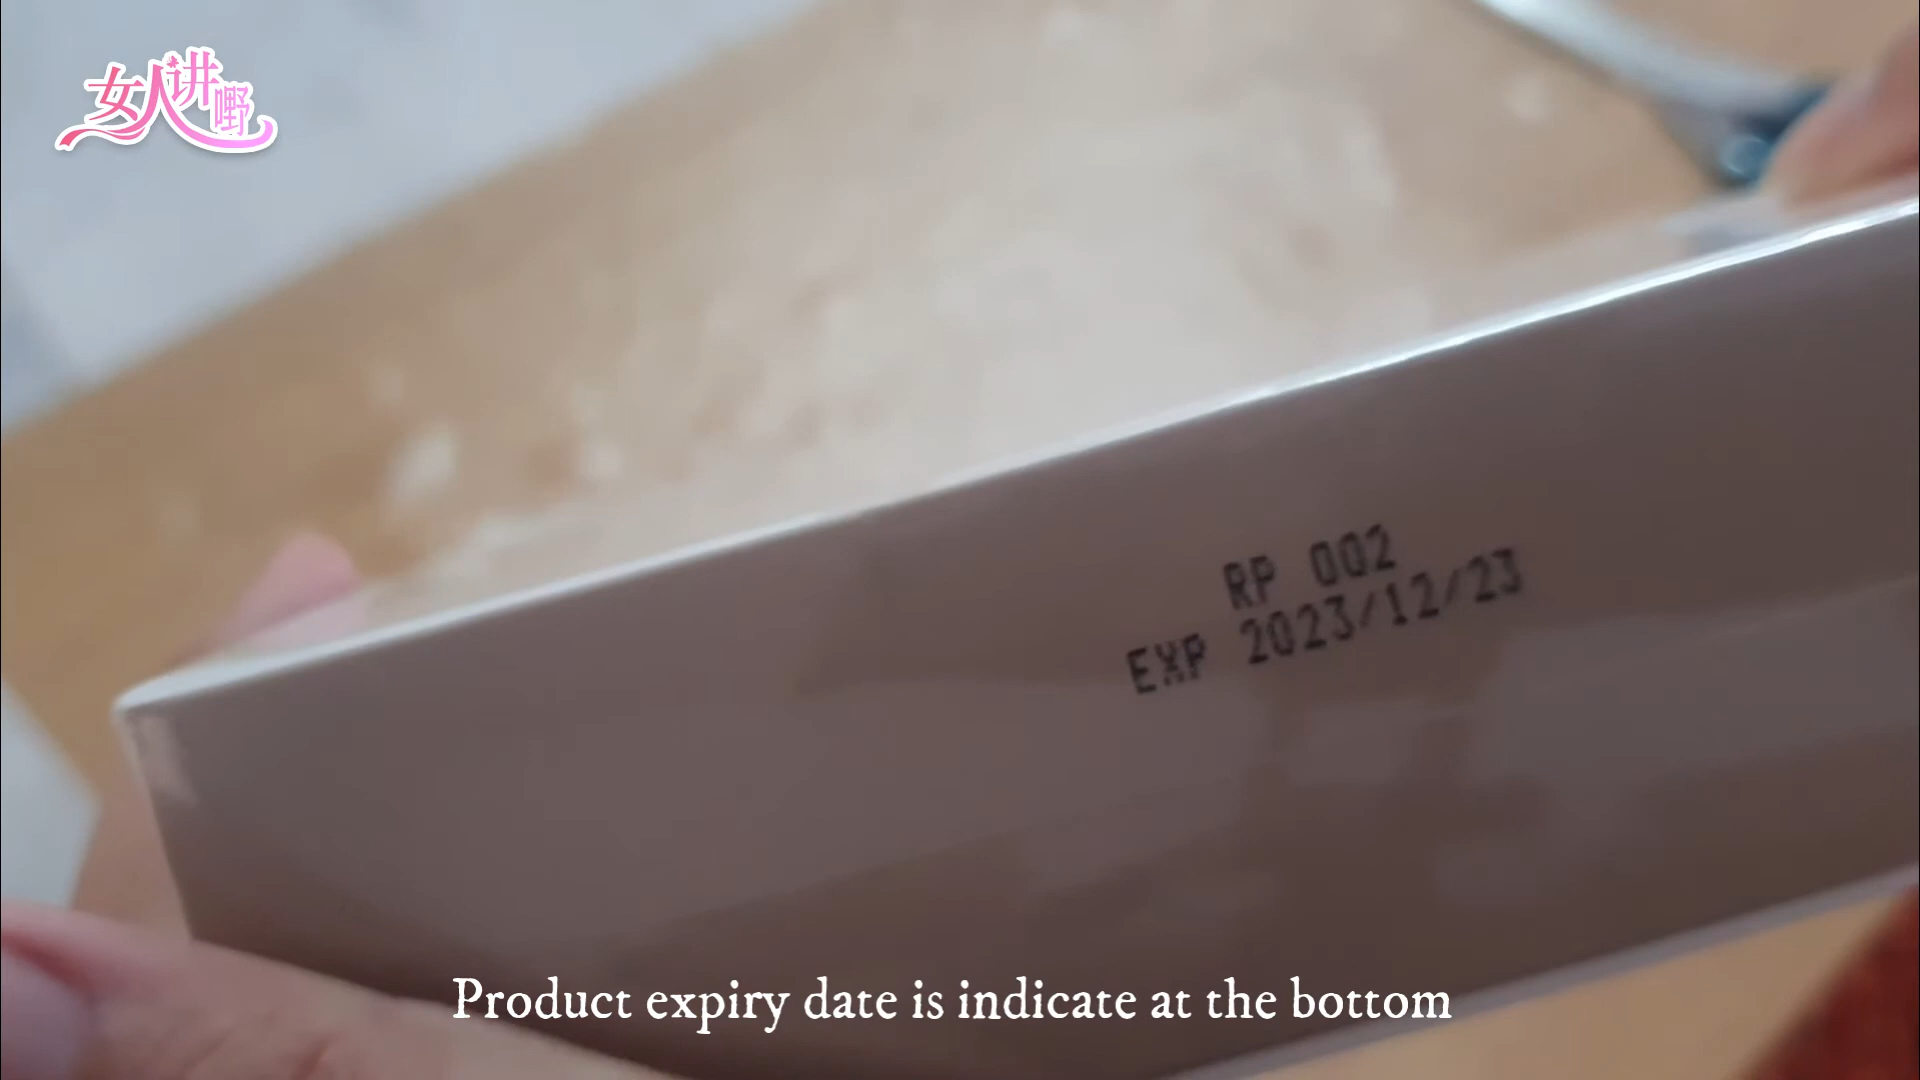 女人讲嘢
RP 002
EXP 2023/12/23
Product expiry date is indicate at the bottom